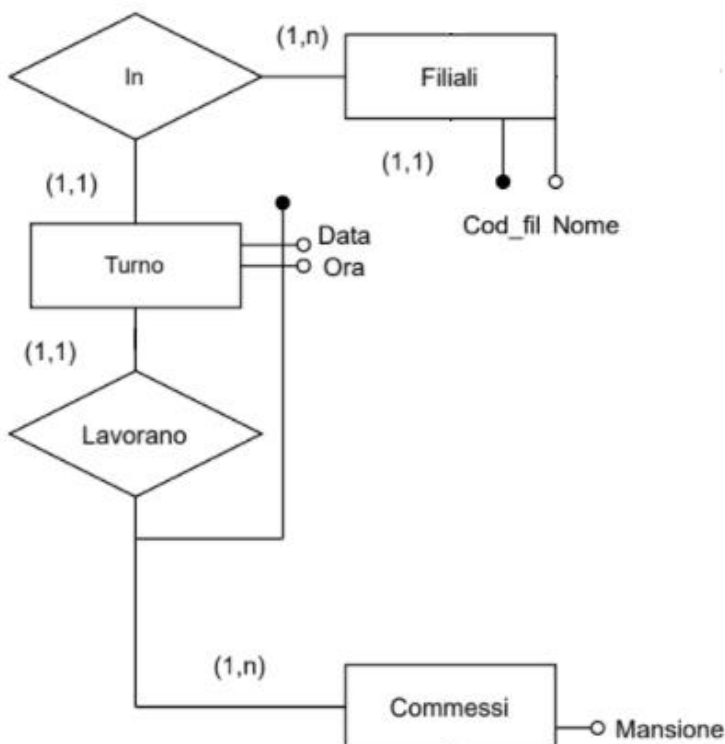 (1,n)
In
Filiali
(1,1)
(1,1)
Cod_fil Nome
Data
Turno
Ora
(1,1)
Lavorano
(1,n)
Commessi
Mansione